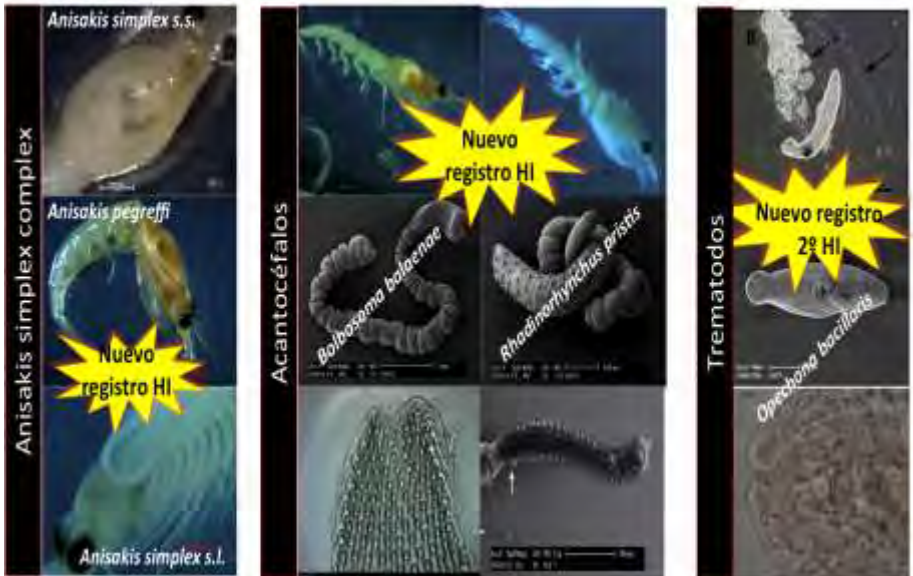 Anisakis simplex complex
Anisakis simplex s.s.
Anisakis pegreffi
Nuevo
registro HI
Anisakis simplex s.l.
Acantocéfalos
Nuevo
registro HI
Bolbosoma balaenae
Rhadinorhynchus pristis
Trematodos
Nuevo registro
2º HI
Opechona bacillaris